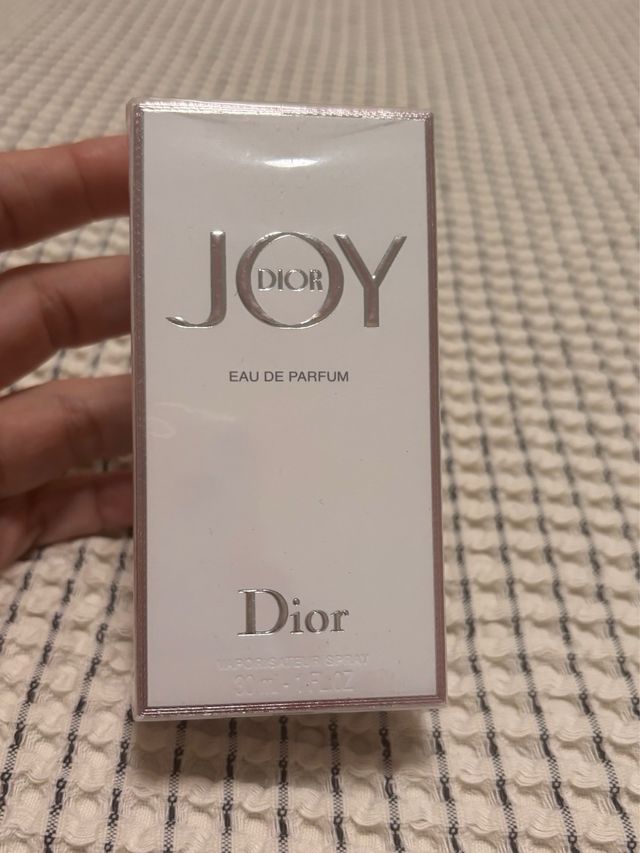 JOY
DIOR
EAU DE PARFUM
Dior
VAPORISATEUR SPRAY
30 ml - 1 FL.OZ